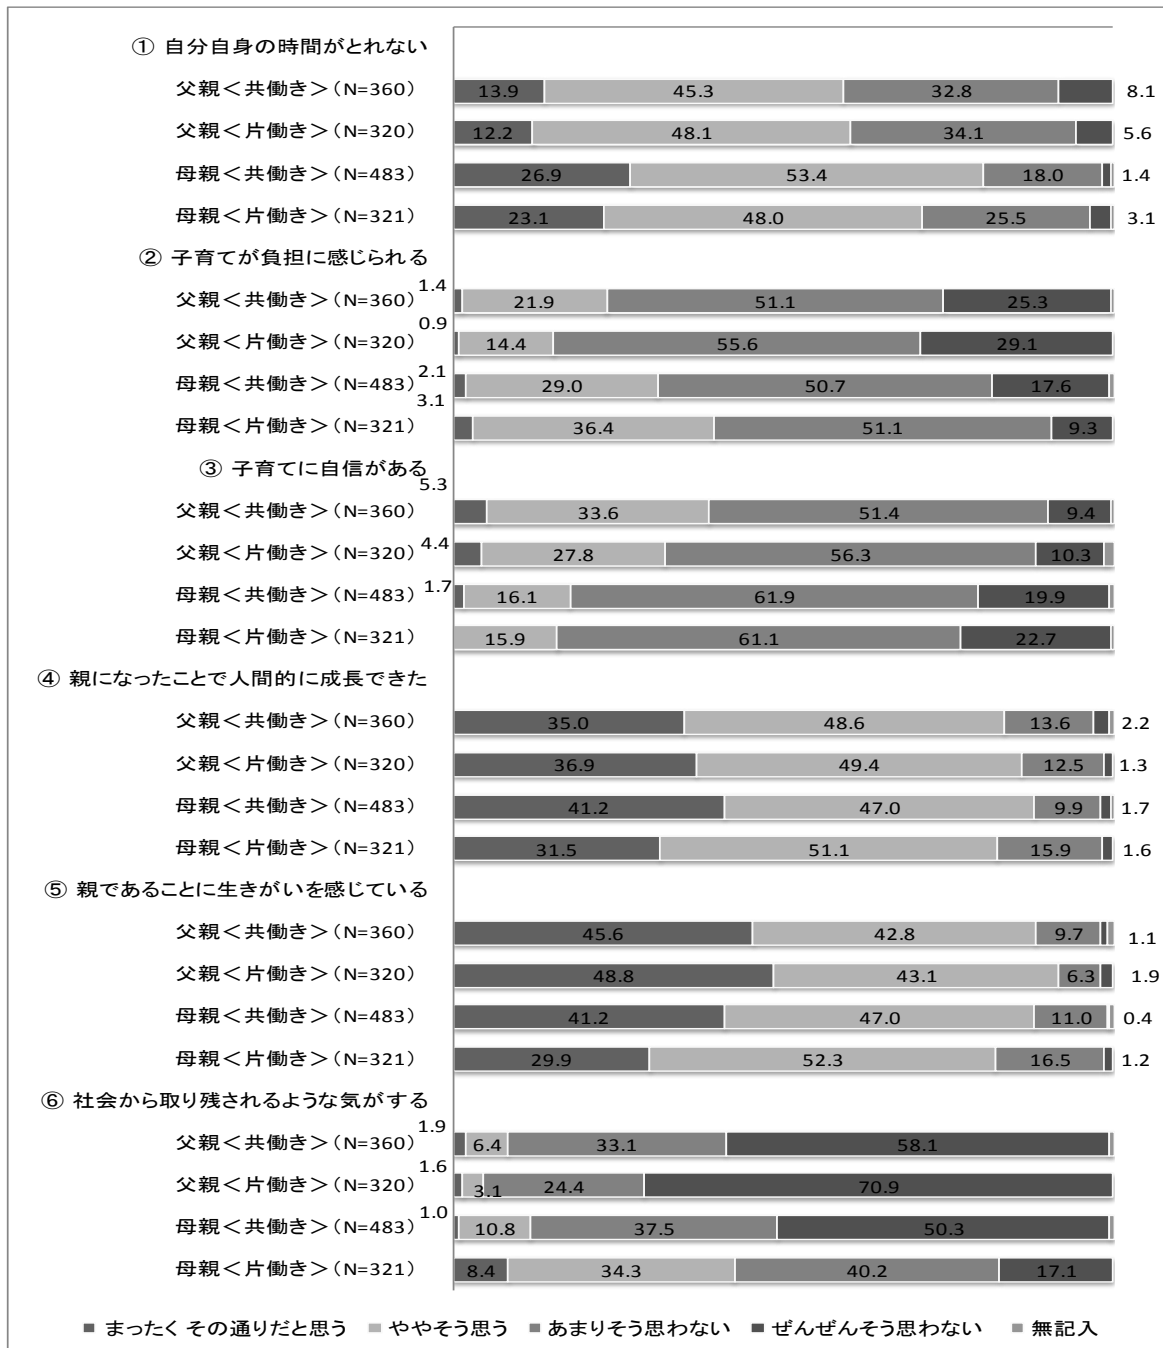 ① 自分自身の時間がとれない
父親＜共働き＞(N=360) 13.9 45.3 32.8 8.1
父親＜片働き＞(N=320) 12.2 48.1 34.1 5.6
母親＜共働き＞(N=483) 26.9 53.4 18.0 1.4
母親＜片働き＞(N=321) 23.1 48.0 25.5 3.1
② 子育てが負担に感じられる
父親＜共働き＞(N=360) 1.4 21.9 51.1 25.3
父親＜片働き＞(N=320) 0.9 14.4 55.6 29.1
母親＜共働き＞(N=483) 2.1 29.0 50.7 17.6
母親＜片働き＞(N=321) 3.1 36.4 51.1 9.3
③ 子育てに自信がある
父親＜共働き＞(N=360) 5.3 33.6 51.4 9.4
父親＜片働き＞(N=320) 4.4 27.8 56.3 10.3
母親＜共働き＞(N=483) 1.7 16.1 61.9 19.9
母親＜片働き＞(N=321) 15.9 61.1 22.7
④ 親になったことで人間的に成長できた
父親＜共働き＞(N=360) 35.0 48.6 13.6 2.2
父親＜片働き＞(N=320) 36.9 49.4 12.5 1.3
母親＜共働き＞(N=483) 41.2 47.0 9.9 1.7
母親＜片働き＞(N=321) 31.5 51.1 15.9 1.6
⑤ 親であることに生きがいを感じている
父親＜共働き＞(N=360) 45.6 42.8 9.7 1.1
父親＜片働き＞(N=320) 48.8 43.1 6.3 1.9
母親＜共働き＞(N=483) 41.2 47.0 11.0 0.4
母親＜片働き＞(N=321) 29.9 52.3 16.5 1.2
⑥ 社会から取り残されるような気がする
父親＜共働き＞(N=360) 1.9 6.4 33.1 58.1
父親＜片働き＞(N=320) 1.6 3.1 24.4 70.9
母親＜共働き＞(N=483) 1.0 10.8 37.5 50.3
母親＜片働き＞(N=321) 8.4 34.3 40.2 17.1
まったく その通りだと思う ややそう思う あまりそう思わない ぜんぜんそう思わない 無記入